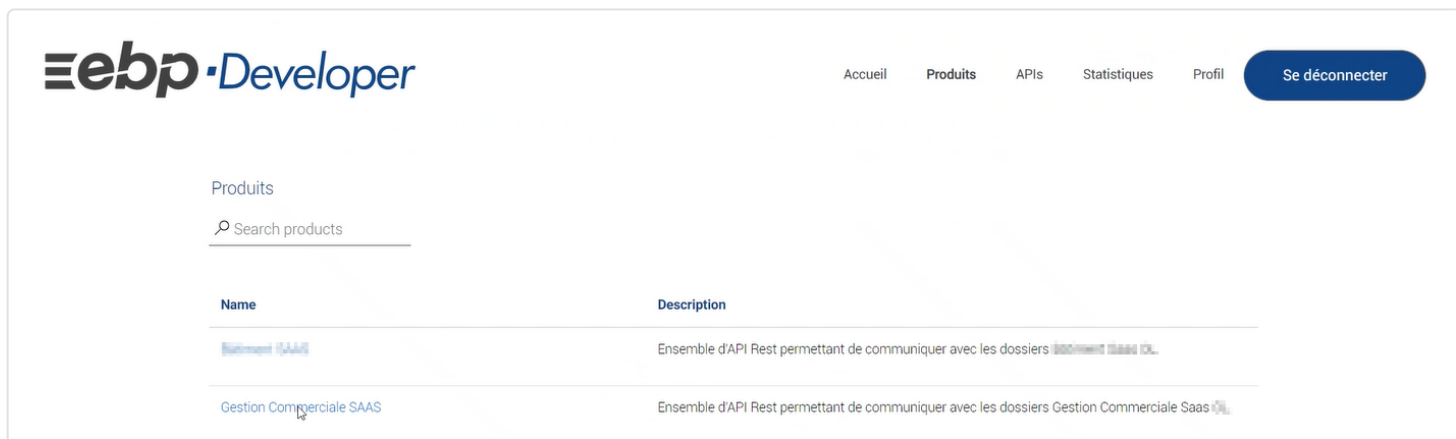 ebp·Developer
Accueil Produits APIs Statistiques Profil Se déconnecter
Produits
Search products
Name Description
Ensemble d'API Rest permettant de communiquer avec les dossiers
Gestion Commerciale SAAS Ensemble d'API Rest permettant de communiquer avec les dossiers Gestion Commerciale Saas